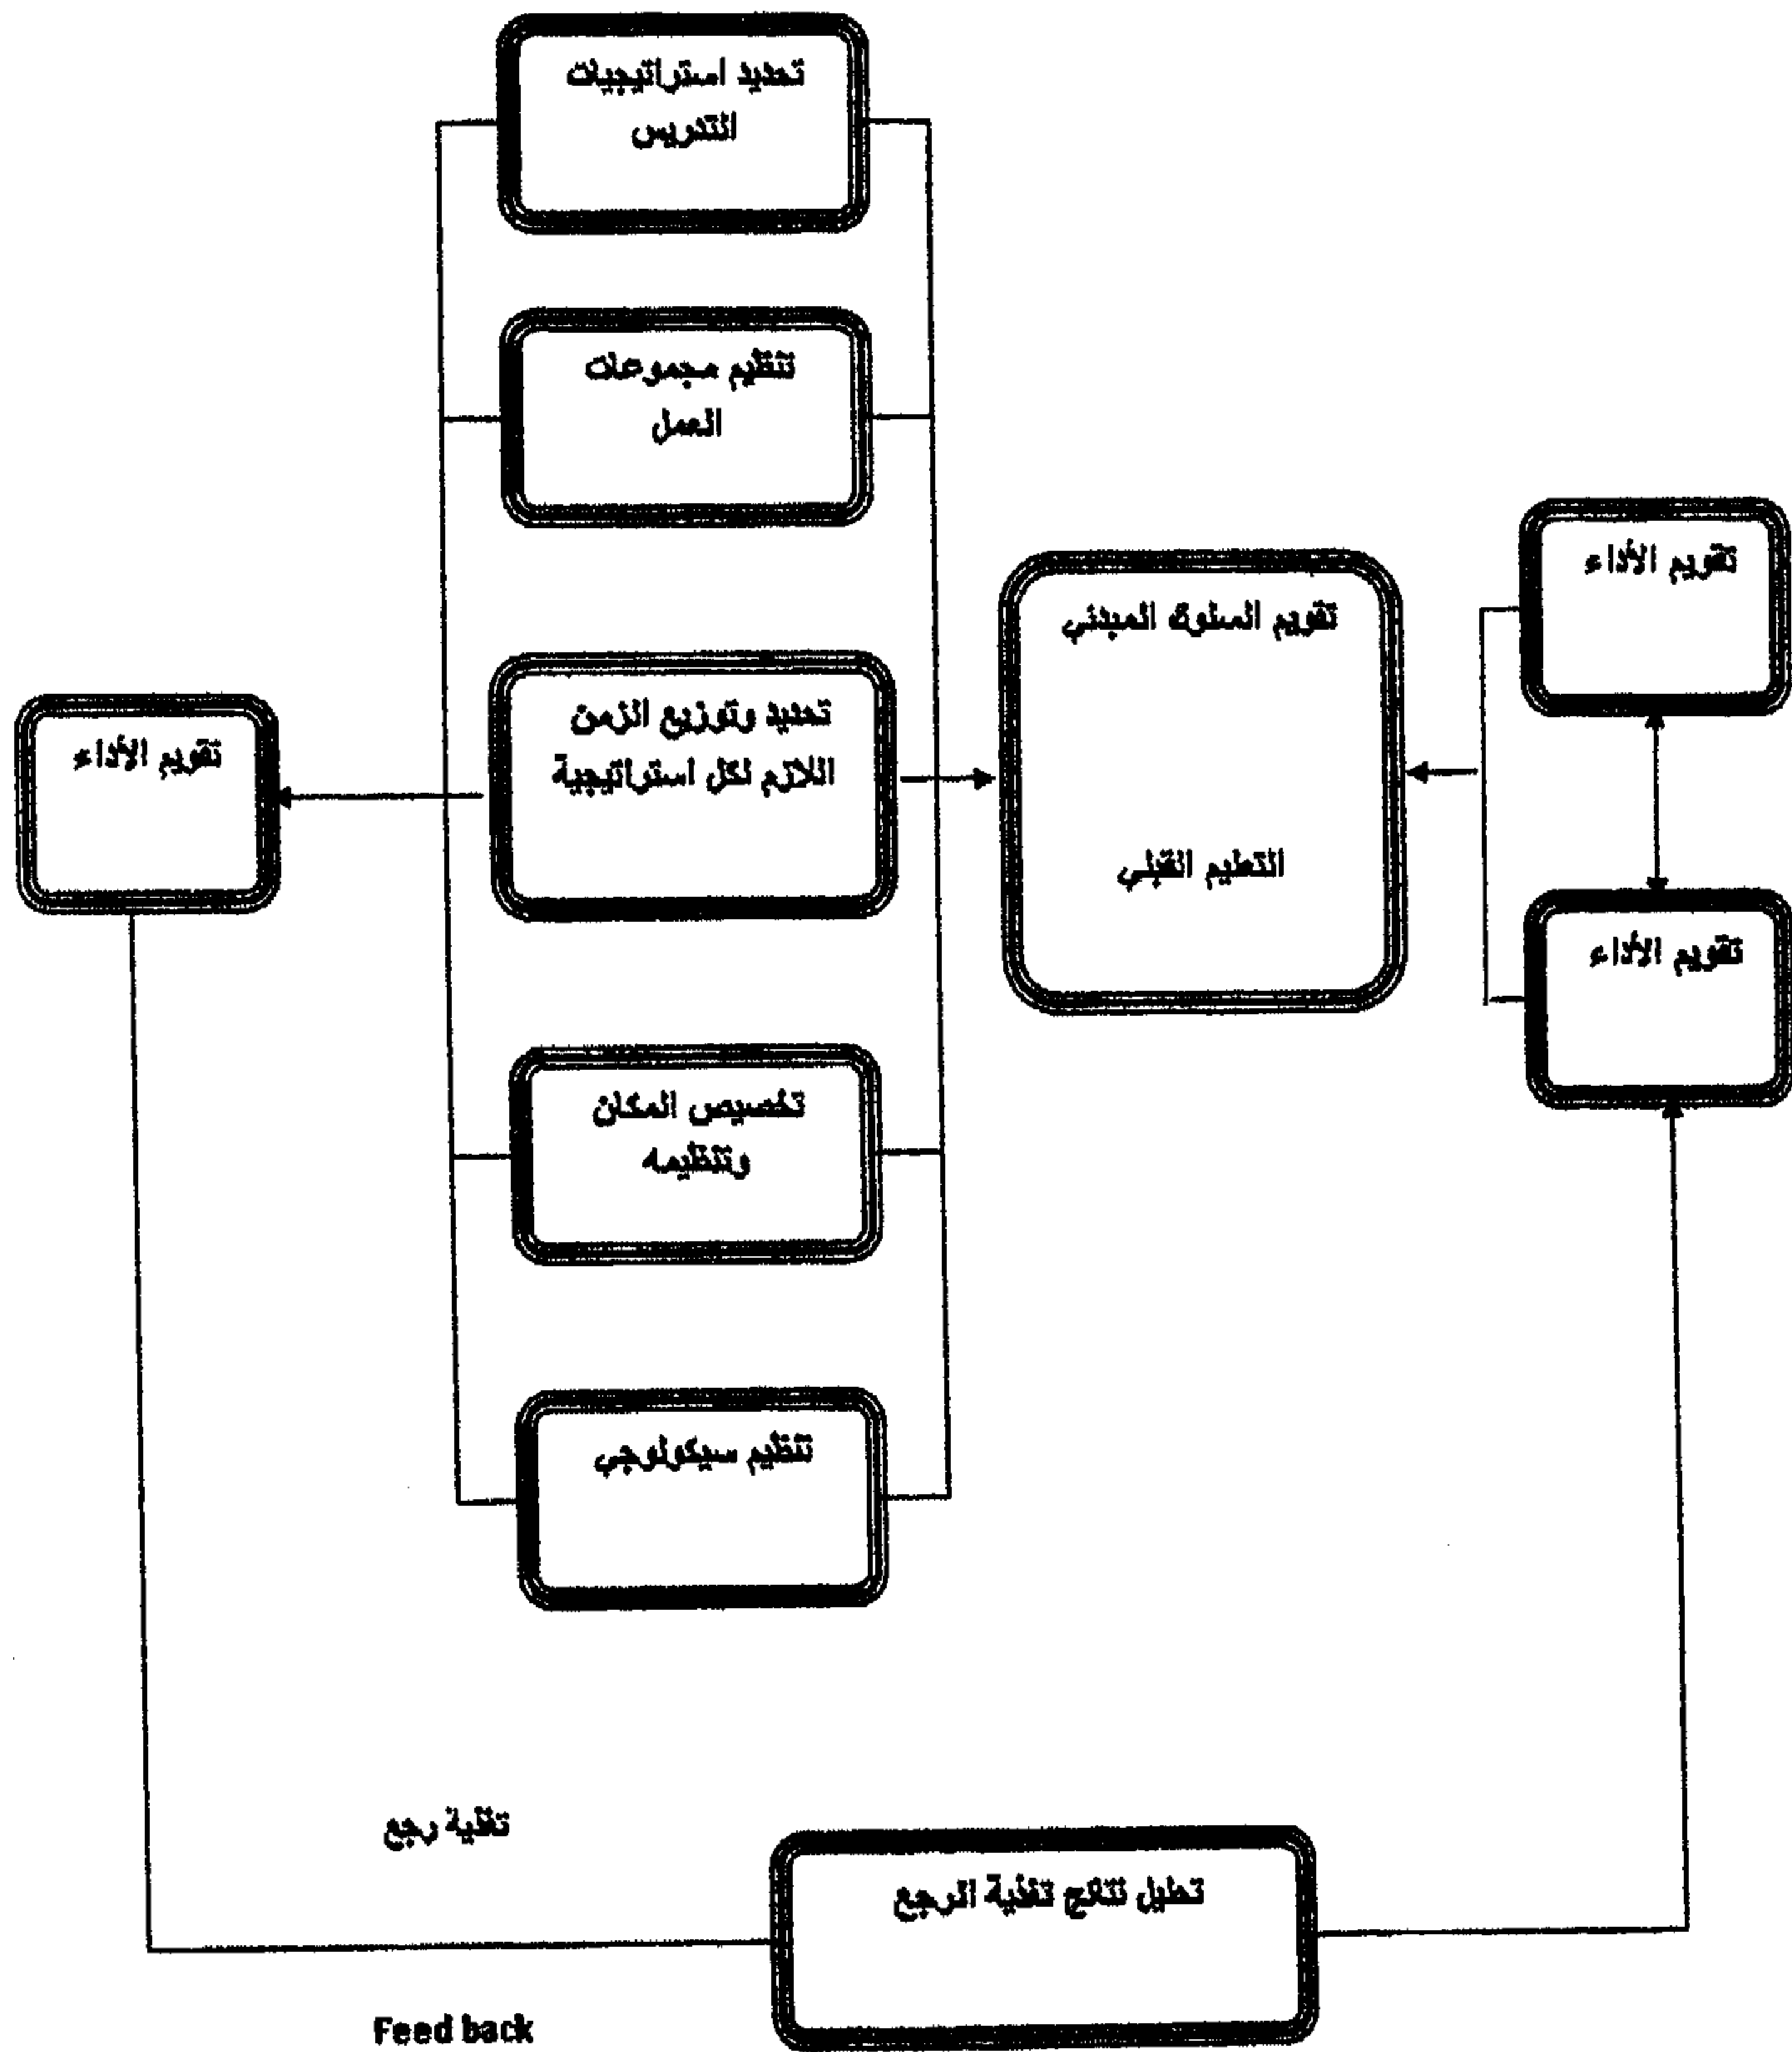 تحديد استراتيجيات
التدريس
تنظيم مجموعات
العمل
تقويم الأداء
تقويم السلوك المبدئي
تحديد وتوزيع الزمن
اللازم لكل استراتيجية
تقويم الأداء
التعليم القبلي
تقويم الأداء
تخصيص المكان
وتنظيمه
تنظيم سيكولوجي
تغذية رجع
تحليل نتائج تغذية الرجع
Feed back